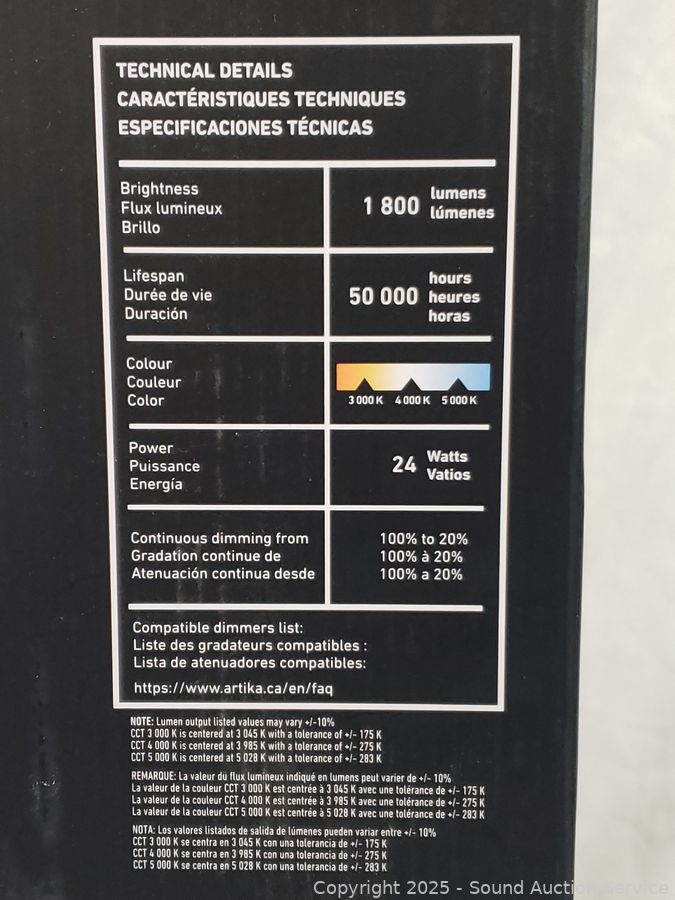 TECHNICAL DETAILS
CARACTÉRISTIQUES TECHNIQUES
ESPECIFICACIONES TÉCNICAS
Brightness
Flux lumineux
Brillo
1 800 lumens
lúmenes
Lifespan
Durée de vie
Duración
50 000 hours
heures
horas
Colour
Couleur
Color
3 000 K 4 000 K 5 000 K
Power
Puissance
Energía
24 Watts
Vatios
Continuous dimming from
Gradation continue de
Atenuación continua desde
100% to 20%
100% à 20%
100% a 20%
Compatible dimmers list:
Liste des gradateurs compatibles :
Lista de atenuadores compatibles:
https://www.artika.ca/en/faq
NOTE: Lumen output listed values may vary +/-10%
CCT 3 000 K is centered at 3 045 K with a tolerance of +/- 175 K
CCT 4 000 K is centered at 3 985 K with a tolerance of +/- 275 K
CCT 5 000 K is centered at 5 028 K with a tolerance of +/- 283 K
REMARQUE: La valeur du flux lumineux indiqué en lumens peut varier de +/- 10%
La valeur de la couleur CCT 3 000 K est centrée à 3 045 K avec une tolérance de +/- 175 K
La valeur de la couleur CCT 4 000 K est centrée à 3 985 K avec une tolérance de +/- 275 K
La valeur de la couleur CCT 5 000 K est centrée à 5 028 K avec une tolérance de +/- 283 K
NOTA: Los valores listados de salida de lúmenes pueden variar entre +/- 10%
CCT 3 000 K se centra en 3 045 K con una tolerancia de +/- 175 K
CCT 4 000 K se centra en 3 985 K con una tolerancia de +/- 275 K
CCT 5 000 K se centra en 5 028 K con una tolerancia de +/- 283 K
Copyright 2025 - Sound Auction Service